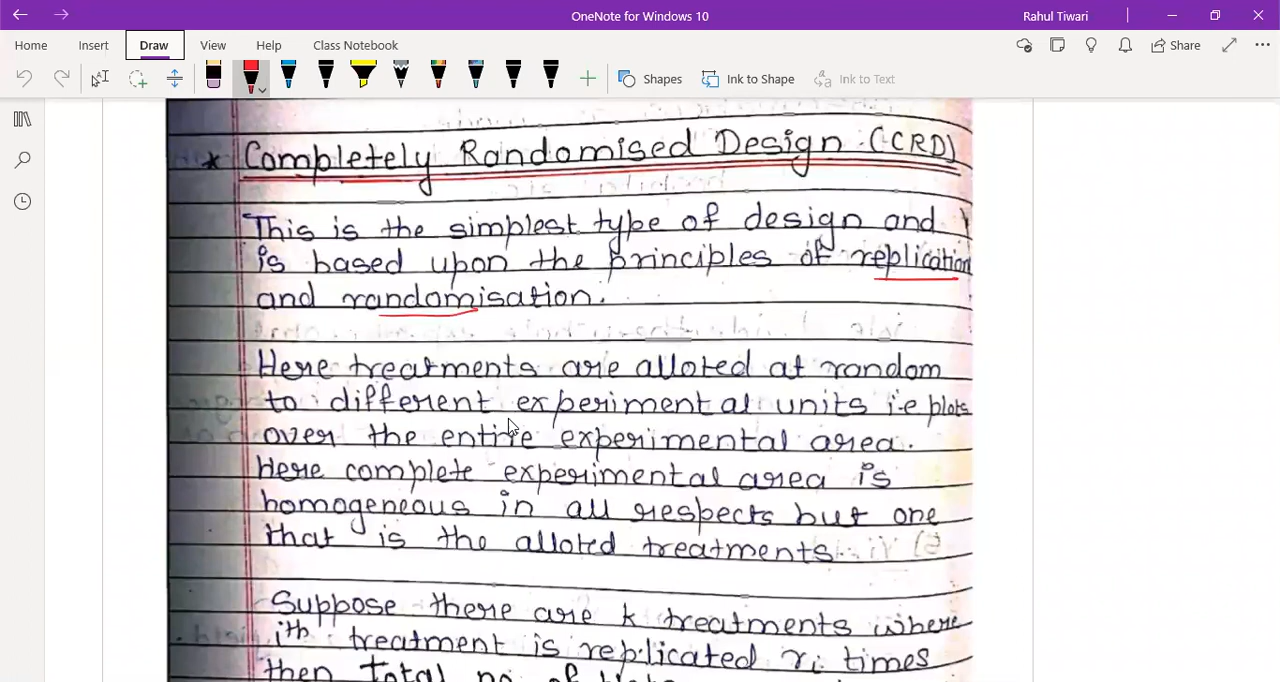 OneNote for Windows 10
Rahul Tiwari
Home Insert Draw View Help Class Notebook Share
Shapes Ink to Shape Ink to Text
* Completely Randomised Design (CRD)
This is the simplest type of design and
is based upon the principles of replication
and randomisation.
Here treatments are alloted at random
to different experimental units i.e plots
over the entire experimental area.
Here complete experimental area is
homogeneous in all respects but one
that is the alloted treatments.
Suppose there are k treatments where
ith treatment is replicated ri times
then total no. of